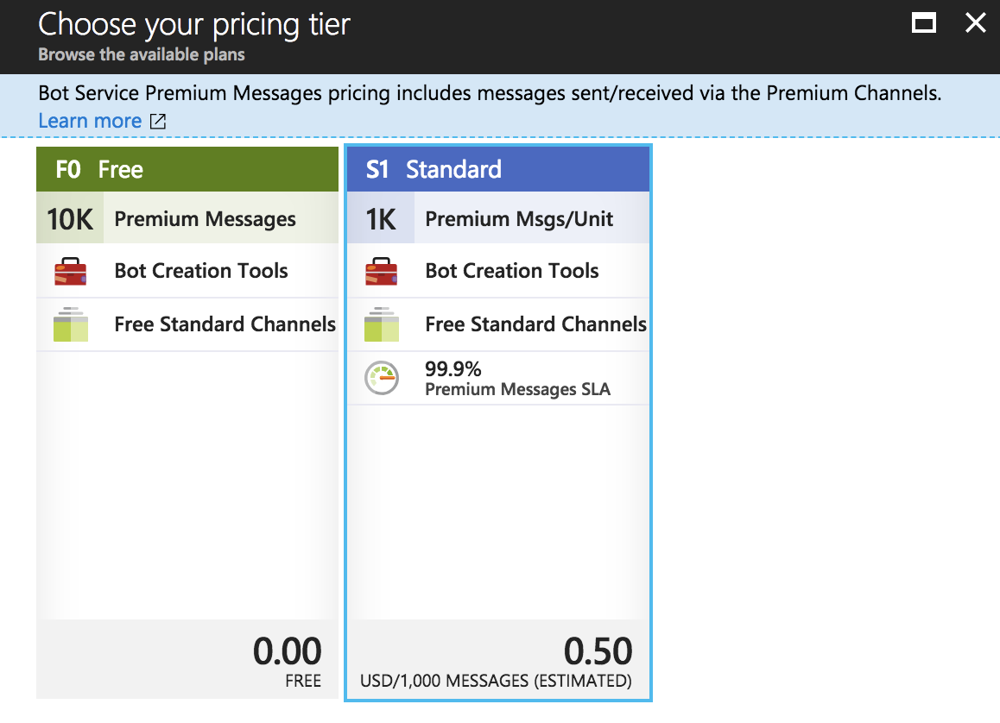 Choose your pricing tier
Browse the available plans
Bot Service Premium Messages pricing includes messages sent/received via the Premium Channels.
Learn more
F0 Free
10K Premium Messages
Bot Creation Tools
Free Standard Channels
0.00
FREE
S1 Standard
1K Premium Msgs/Unit
Bot Creation Tools
Free Standard Channels
99.9%
Premium Messages SLA
0.50
USD/1,000 MESSAGES (ESTIMATED)